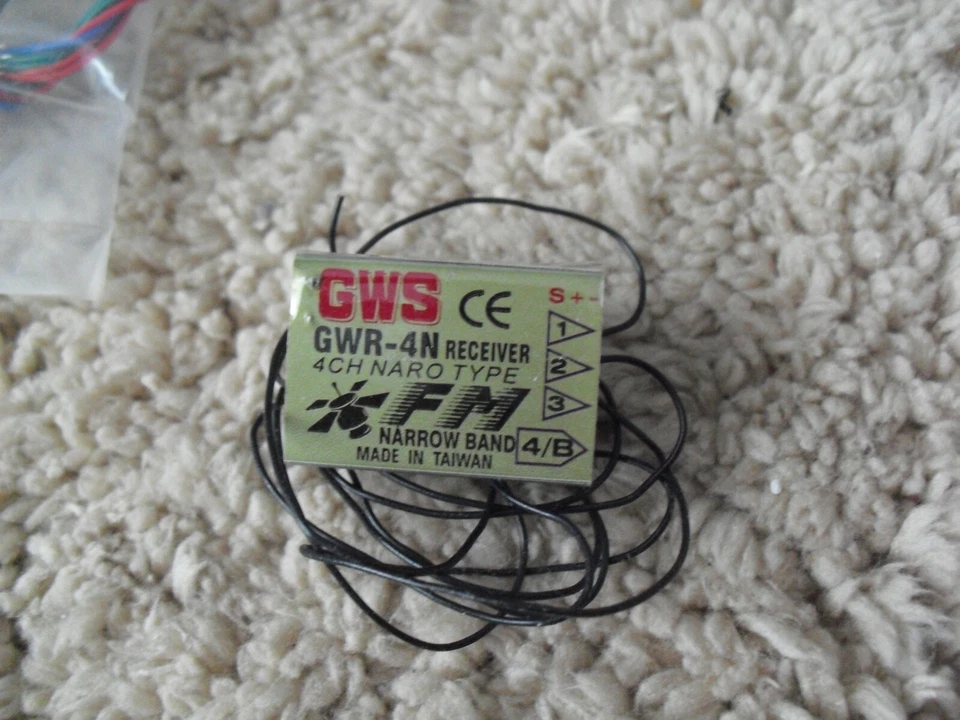 GWS CE
S + -
GWR-4N RECEIVER
4CH NARO TYPE
FM
NARROW BAND
MADE IN TAIWAN
1
2
3
4/B